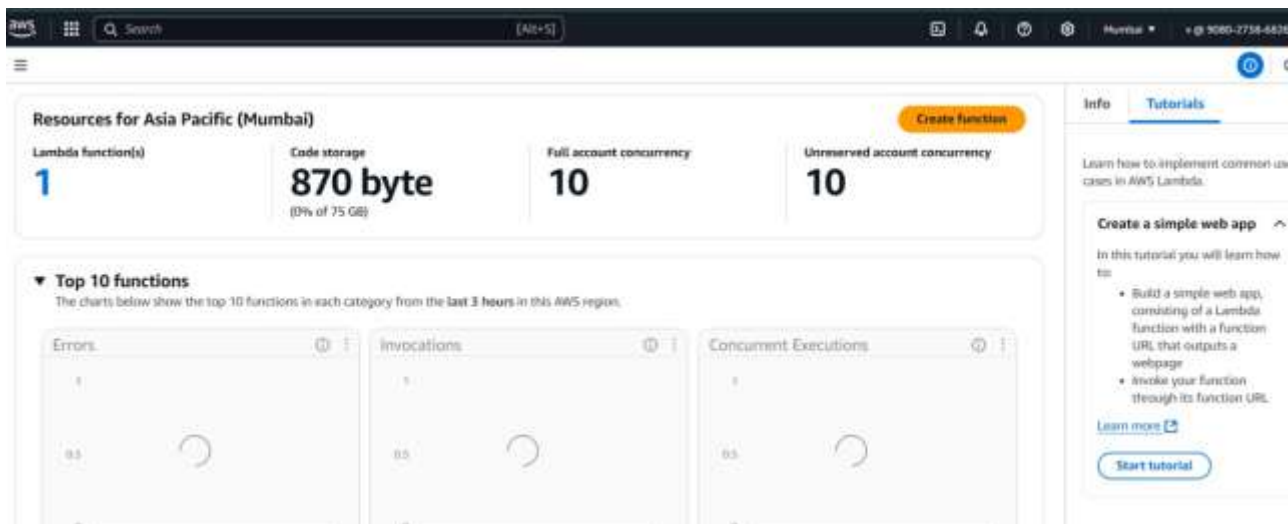 aws
Search
[Alt+S]
Mumbai
Resources for Asia Pacific (Mumbai)
Create function
Lambda function(s)
1
Code storage
870 byte
(0% of 75 GB)
Full account concurrency
10
Unreserved account concurrency
10
Top 10 functions
The charts below show the top 10 functions in each category from the last 3 hours in this AWS region.
Errors
1
0.5
Invocations
1
0.5
Concurrent Executions
1
0.5
Info
Tutorials
Learn how to implement common use
cases in AWS Lambda.
Create a simple web app
In this tutorial you will learn how
to:
• Build a simple web app,
consisting of a Lambda
function with a function
URL that outputs a
webpage
• Invoke your function
through its function URL
Learn more
Start tutorial